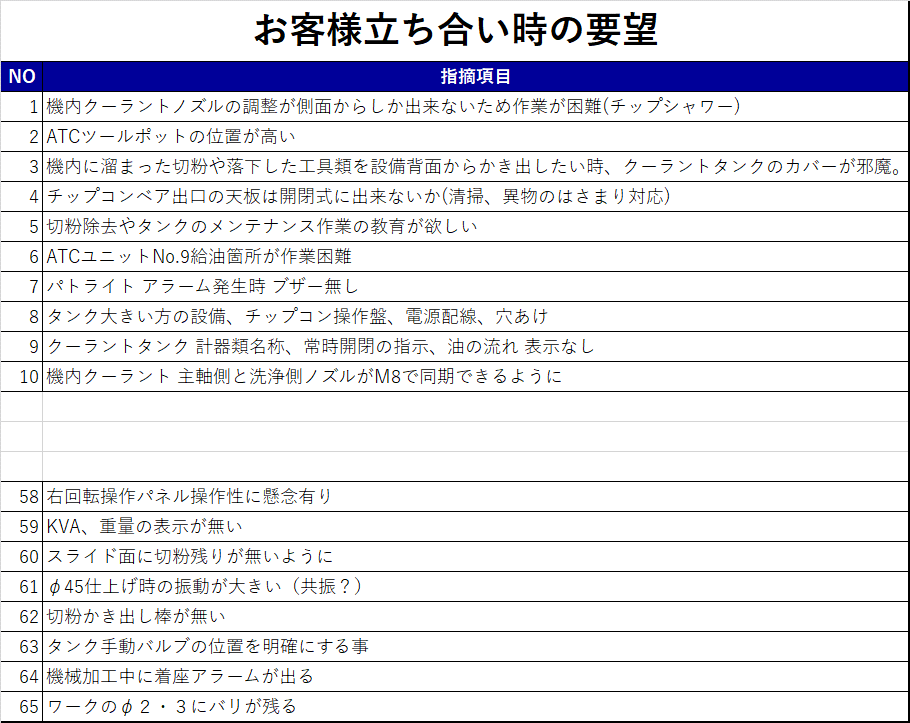 お客様立ち合い時の要望
NO 指摘項目
1 機内クーラントノズルの調整が側面からしか出来ないため作業が困難(チップシャワー)
2 ATCツールポットの位置が高い
3 機内に溜まった切粉や落下した工具類を設備背面からかき出したい時、クーラントタンクのカバーが邪魔。
4 チップコンベア出口の天板は開閉式に出来ないか(清掃、異物のはさまり対応)
5 切粉除去やタンクのメンテナンス作業の教育が欲しい
6 ATCユニットNo.9給油箇所が作業困難
7 パトライト アラーム発生時 ブザー無し
8 タンク大きい方の設備、チップコン操作盤、電源配線、穴あけ
9 クーラントタンク 計器類名称、常時開閉の指示、油の流れ 表示なし
10 機内クーラント 主軸側と洗浄側ノズルがM8で同期できるように
58 右回転操作パネル操作性に懸念有り
59 KVA、重量の表示が無い
60 スライド面に切粉残りが無いように
61 φ45仕上げ時の振動が大きい（共振？）
62 切粉かき出し棒が無い
63 タンク手動バルブの位置を明確にする事
64 機械加工中に着座アラームが出る
65 ワークのφ２・３にバリが残る